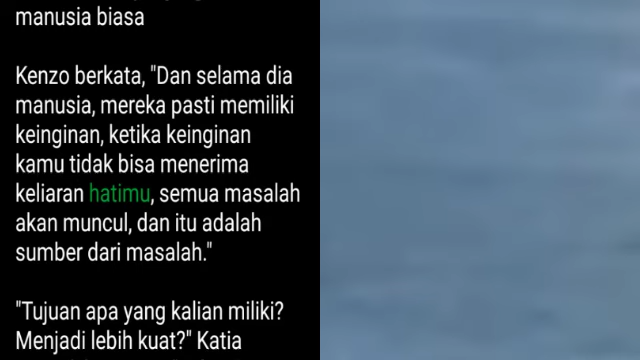 manusia biasa
Kenzo berkata, "Dan selama dia
manusia, mereka pasti memiliki
keinginan, ketika keinginan
kamu tidak bisa menerima
keliaran hatimu, semua masalah
akan muncul, dan itu adalah
sumber dari masalah."
"Tujuan apa yang kalian miliki?
Menjadi lebih kuat?" Katia